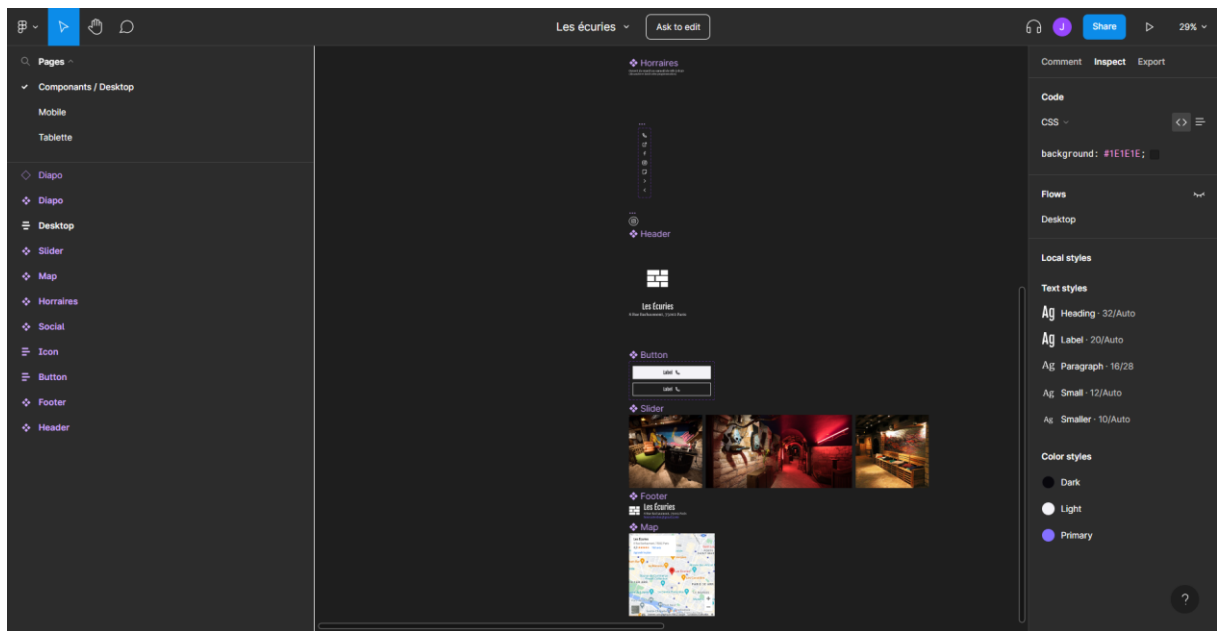 Les écuries
Ask to edit
J
Share
29%
Pages
Componants / Desktop
Mobile
Tablette
Diapo
Diapo
Desktop
Slider
Map
Horraires
Social
Icon
Button
Footer
Header
Horraires
Header
Les Écuries
Button
Label
Label
Slider
Footer
Les Écuries
Map
Les Écuries
Comment Inspect Export
Code
CSS
background: #1E1E1E;
Flows
Desktop
Local styles
Text styles
Ag Heading · 32/Auto
Ag Label · 20/Auto
Ag Paragraph · 16/28
Ag Small · 12/Auto
Ag Smaller · 10/Auto
Color styles
Dark
Light
Primary
?